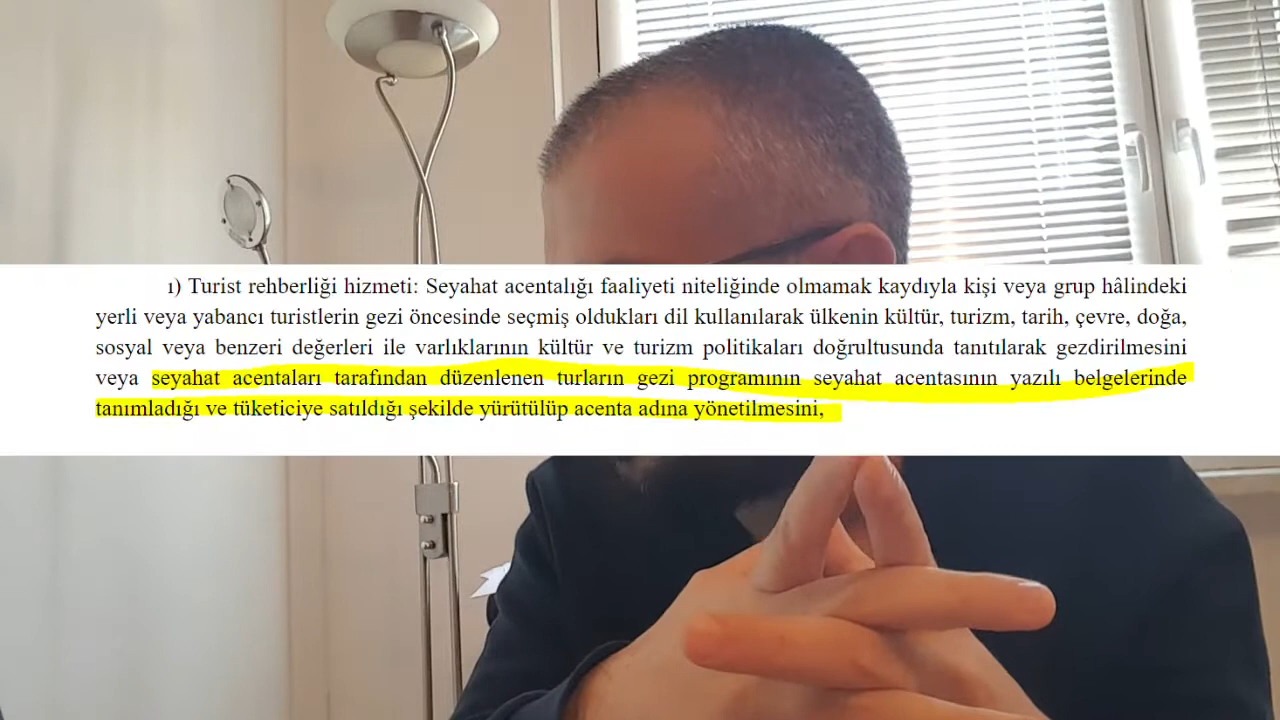 ı) Turist rehberliği hizmeti: Seyahat acentalığı faaliyeti niteliğinde olmamak kaydıyla kişi veya grup hâlindeki
yerli veya yabancı turistlerin gezi öncesinde seçmiş oldukları dil kullanılarak ülkenin kültür, turizm, tarih, çevre, doğa,
sosyal veya benzeri değerleri ile varlıklarının kültür ve turizm politikaları doğrultusunda tanıtılarak gezdirilmesini
veya seyahat acentaları tarafından düzenlenen turların gezi programının seyahat acentasının yazılı belgelerinde
tanımladığı ve tüketiciye satıldığı şekilde yürütülüp acenta adına yönetilmesini,